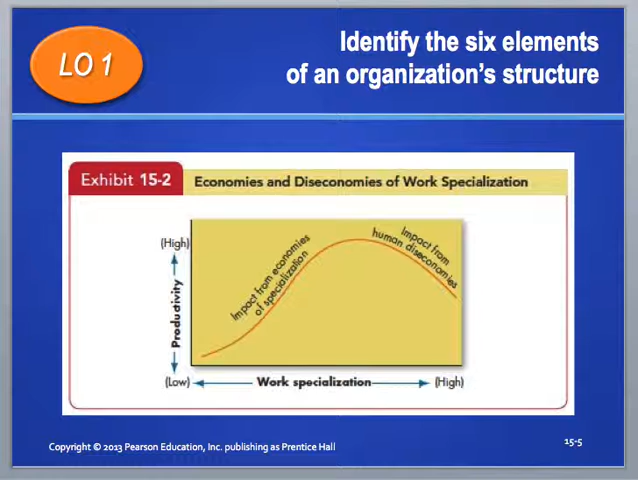 LO 1
Identify the six elements
of an organization's structure
Exhibit 15-2
Economies and Diseconomies of Work Specialization
(High)
Productivity
(Low)
Impact from economies
of specialization
Impact from
human diseconomies
Work specialization
(High)
Copyright © 2013 Pearson Education, Inc. publishing as Prentice Hall
15-5